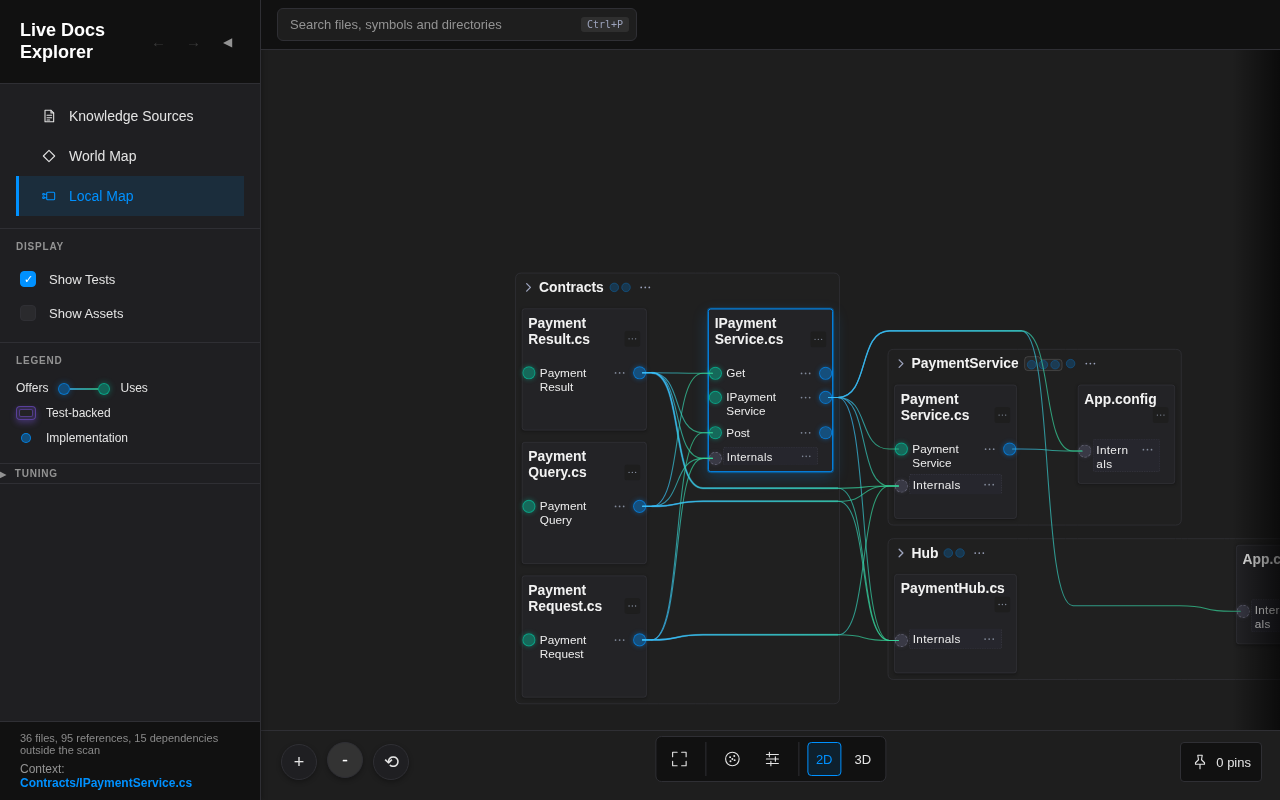 Live Docs
Explorer
Search files, symbols and directories
Ctrl+P
Knowledge Sources
World Map
Local Map
DISPLAY
Show Tests
Show Assets
LEGEND
Offers
Uses
Test-backed
Implementation
TUNING
36 files, 95 references, 15 dependencies
outside the scan
Context:
Contracts/IPaymentService.cs
Contracts
Payment
Result.cs
Payment
Result
Payment
Query.cs
Payment
Query
Payment
Request.cs
Payment
Request
IPayment
Service.cs
Get
IPayment
Service
Post
Internals
PaymentService
Payment
Service.cs
Payment
Service
Internals
App.config
Intern
als
Hub
PaymentHub.cs
Internals
App.c
Inter
als
+
-
2D
3D
0 pins